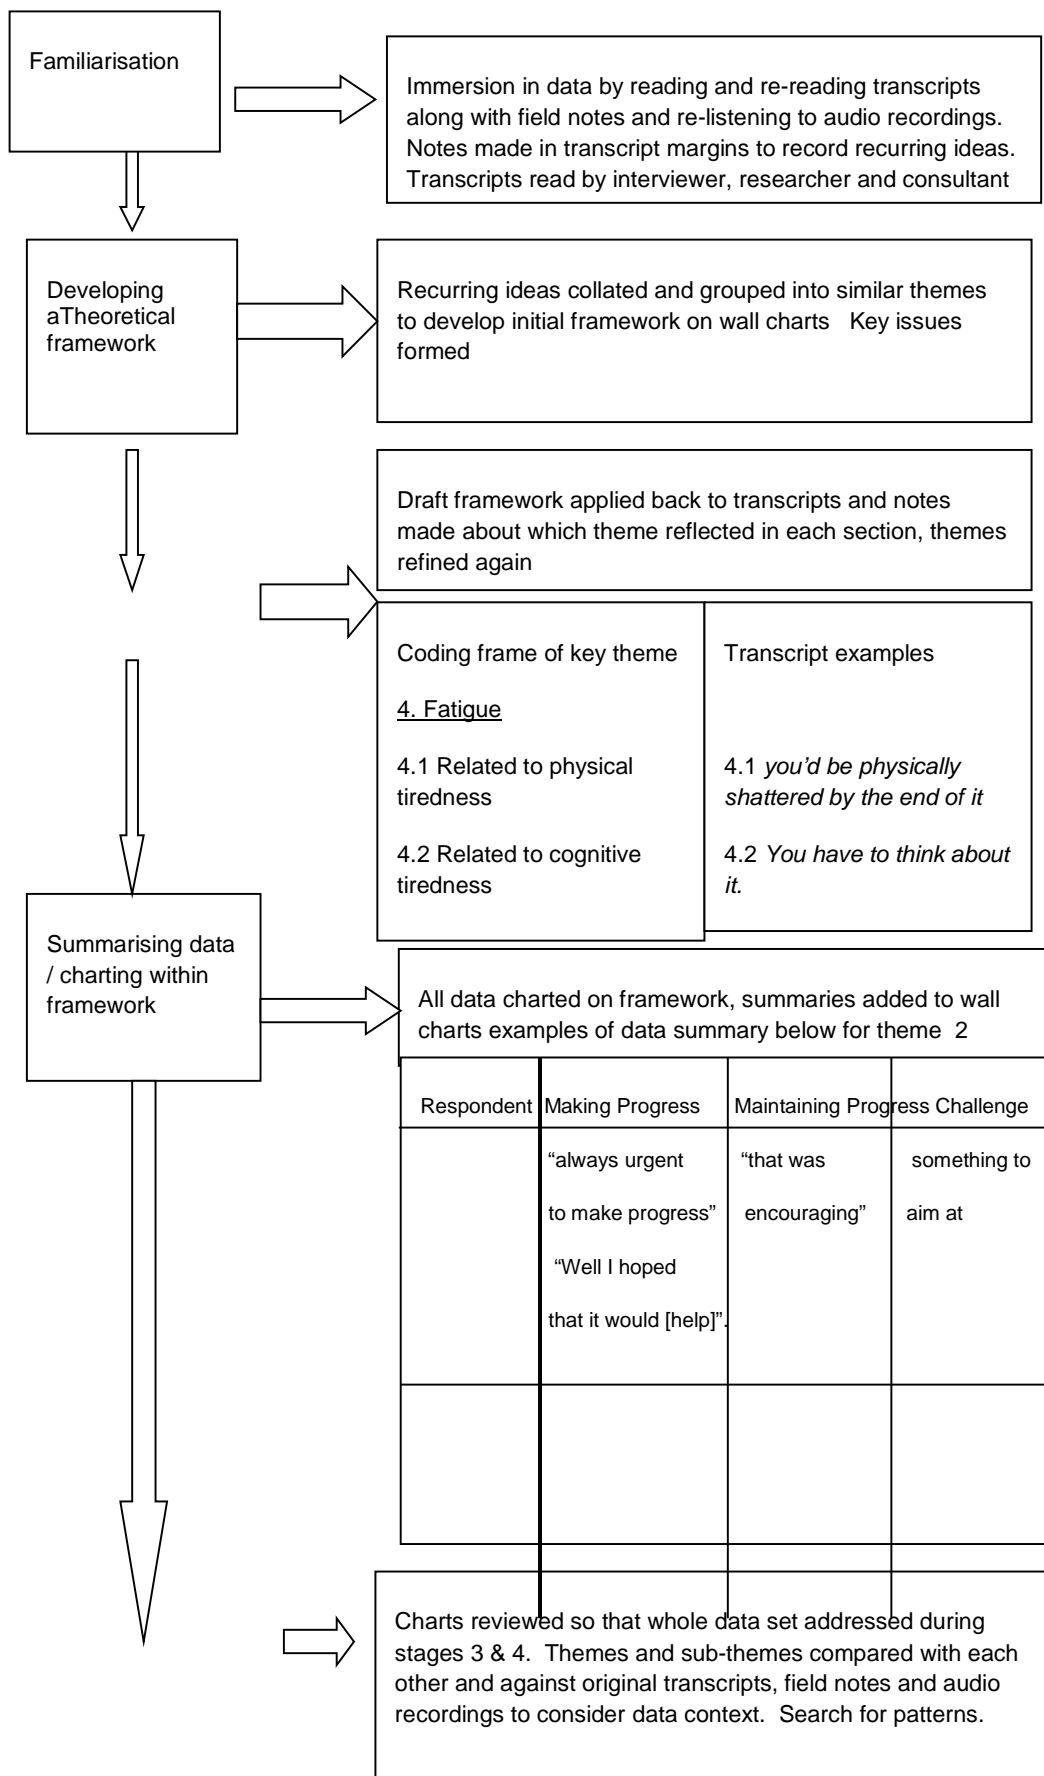 Familiarisation
Immersion in data by reading and re-reading transcripts
along with field notes and re-listening to audio recordings.
Notes made in transcript margins to record recurring ideas.
Transcripts read by interviewer, researcher and consultant
Developing
aTheoretical
framework
Recurring ideas collated and grouped into similar themes
to develop initial framework on wall charts   Key issues
formed
Draft framework applied back to transcripts and notes
made about which theme reflected in each section, themes
refined again
Coding frame of key theme
4. Fatigue
4.1 Related to physical
tiredness
4.2 Related to cognitive
tiredness
Transcript examples
4.1 you’d be physically
shattered by the end of it
4.2 You have to think about
it.
Summarising data
/ charting within
framework
All data charted on framework, summaries added to wall
charts examples of data summary below for theme  2
Respondent Making Progress Maintaining Progress Challenge
“always urgent
to make progress”
“Well I hoped
that it would [help]”.
“that was
encouraging”
something to
aim at
Charts reviewed so that whole data set addressed during
stages 3 & 4.  Themes and sub-themes compared with each
other and against original transcripts, field notes and audio
recordings to consider data context.  Search for patterns.